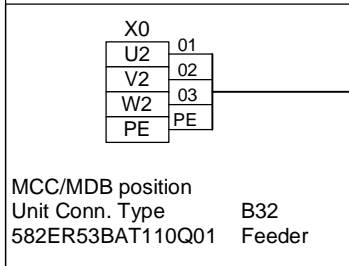 X0
U2 01
V2 02
W2 03
PE PE
MCC/MDB position
Unit Conn. Type B32
582ER53BAT110Q01 Feeder